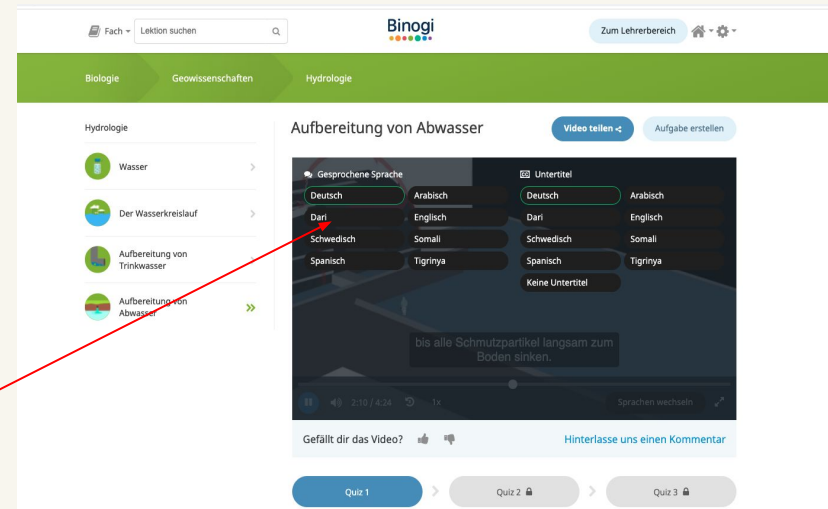 Fach
Lektion suchen
Binogi
Zum Lehrerbereich
Biologie
Geowissenschaften
Hydrologie
Hydrologie
Wasser
Der Wasserkreislauf
Aufbereitung von
Trinkwasser
Aufbereitung von
Abwasser
Aufbereitung von Abwasser
Video teilen
Aufgabe erstellen
Gesprochene Sprache
Deutsch
Arabisch
Dari
Englisch
Schwedisch
Somali
Spanisch
Tigrinya
Untertitel
Deutsch
Arabisch
Dari
Englisch
Schwedisch
Somali
Spanisch
Tigrinya
Keine Untertitel
bis alle Schmutzpartikel langsam zum
Boden sinken.
2:10 / 4:24
1x
Sprachen wechseln
Gefällt dir das Video?
Hinterlasse uns einen Kommentar
Quiz 1
Quiz 2
Quiz 3